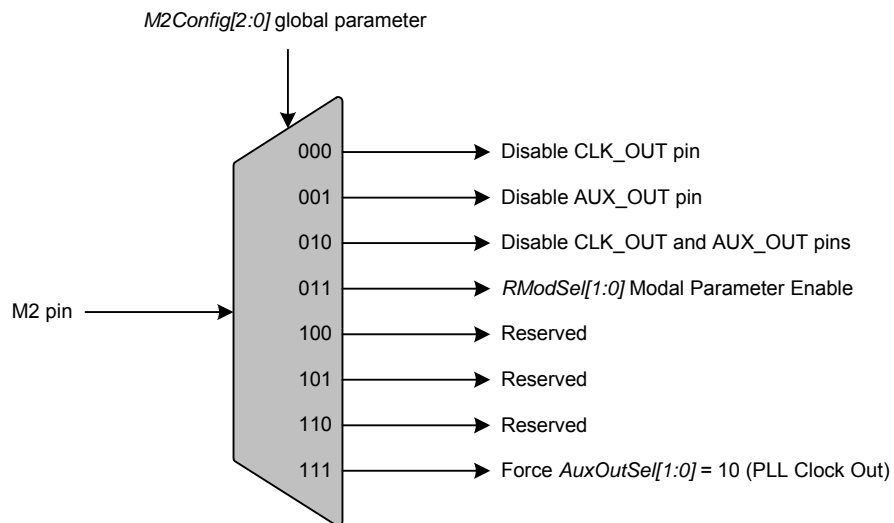 M2Config[2:0] global parameter
000 Disable CLK_OUT pin
001 Disable AUX_OUT pin
010 Disable CLK_OUT and AUX_OUT pins
011 RModSel[1:0] Modal Parameter Enable
M2 pin
100 Reserved
101 Reserved
110 Reserved
111 Force AuxOutSel[1:0] = 10 (PLL Clock Out)